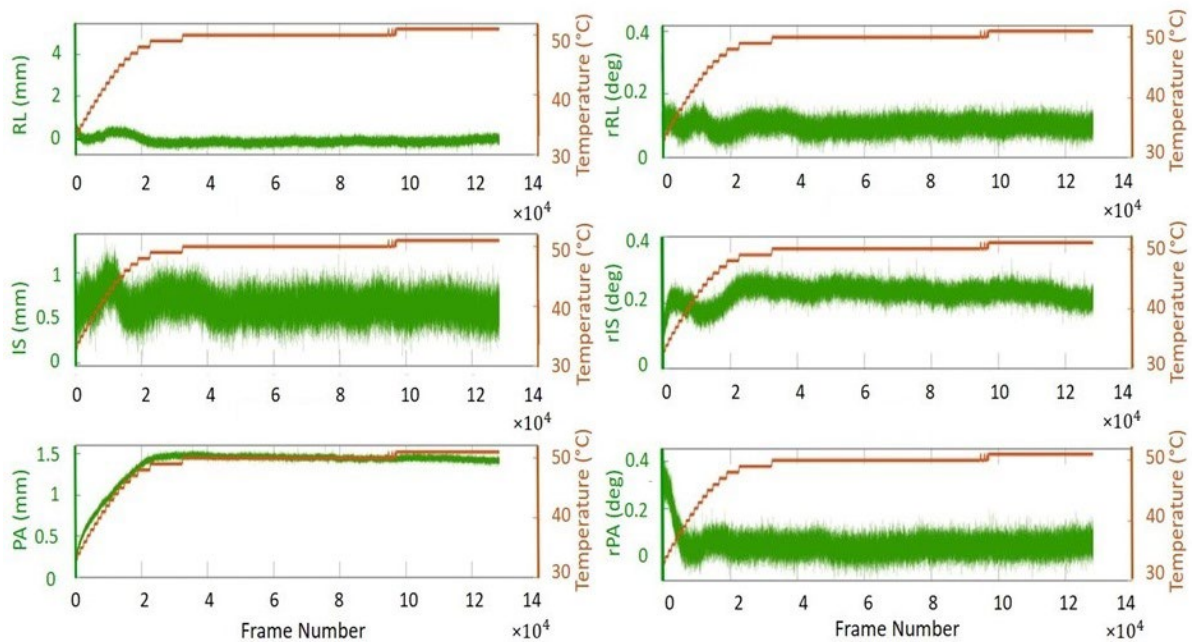 RL (mm)
4
2
0
50
40
30
Temperature (°C)
0 2 4 6 8 10 12 14
×10⁴
rRL (deg)
0.4
0.2
0
50
40
30
Temperature (°C)
0 2 4 6 8 10 12 14
×10⁴
IS (mm)
1
0.5
0
50
40
30
Temperature (°C)
0 2 4 6 8 10 12 14
×10⁴
rIS (deg)
0.4
0.2
0
50
40
30
Temperature (°C)
0 2 4 6 8 10 12 14
×10⁴
PA (mm)
1.5
1
0.5
0
50
40
30
Temperature (°C)
0 2 4 6 8 10 12 14
Frame Number
×10⁴
rPA (deg)
0.4
0.2
0
50
40
30
Temperature (°C)
0 2 4 6 8 10 12 14
Frame Number
×10⁴